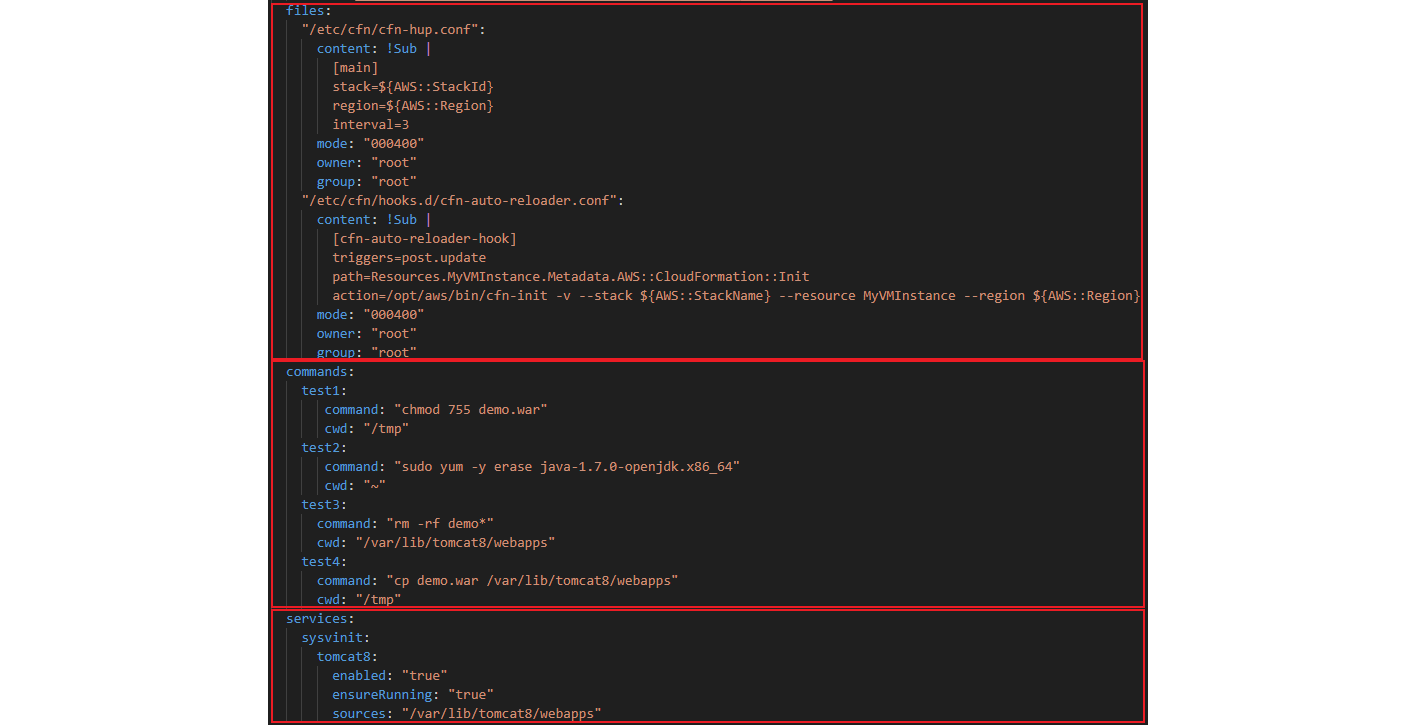 files:
"/etc/cfn/cfn-hup.conf":
content: !Sub |
[main]
stack=${AWS::StackId}
region=${AWS::Region}
interval=3
mode: "000400"
owner: "root"
group: "root"
"/etc/cfn/hooks.d/cfn-auto-reloader.conf":
content: !Sub |
[cfn-auto-reloader-hook]
triggers=post.update
path=Resources.MyVMInstance.Metadata.AWS::CloudFormation::Init
action=/opt/aws/bin/cfn-init -v --stack ${AWS::StackName} --resource MyVMInstance --region ${AWS::Region}
mode: "000400"
owner: "root"
group: "root"
commands:
test1:
command: "chmod 755 demo.war"
cwd: "/tmp"
test2:
command: "sudo yum -y erase java-1.7.0-openjdk.x86_64"
cwd: "~"
test3:
command: "rm -rf demo*"
cwd: "/var/lib/tomcat8/webapps"
test4:
command: "cp demo.war /var/lib/tomcat8/webapps"
cwd: "/tmp"
services:
sysvinit:
tomcat8:
enabled: "true"
ensureRunning: "true"
sources: "/var/lib/tomcat8/webapps"